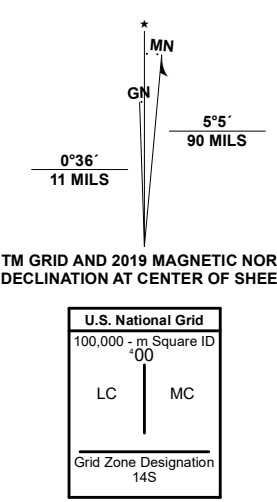 ★
MN
GN
5°5´
90 MILS
0°36´
11 MILS
TM GRID AND 2019 MAGNETIC NOR
DECLINATION AT CENTER OF SHEE
U.S. National Grid
100,000 - m Square ID
⁴00
LC MC
Grid Zone Designation
14S